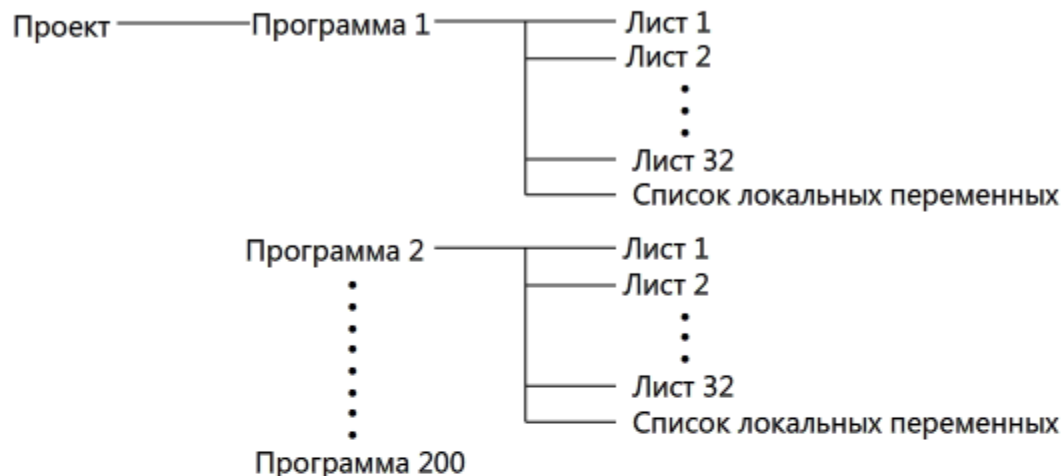 Проект Программа 1 Лист 1
Лист 2
Лист 32
Список локальных переменных
Программа 2 Лист 1
Лист 2
Лист 32
Список локальных переменных
Программа 200